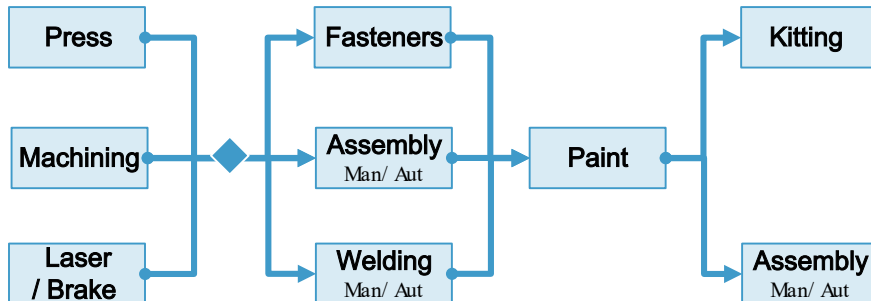 Press
Fasteners
Kitting
Machining
Assembly
Man/ Aut
Paint
Laser
/ Brake
Welding
Man/ Aut
Assembly
Man/ Aut